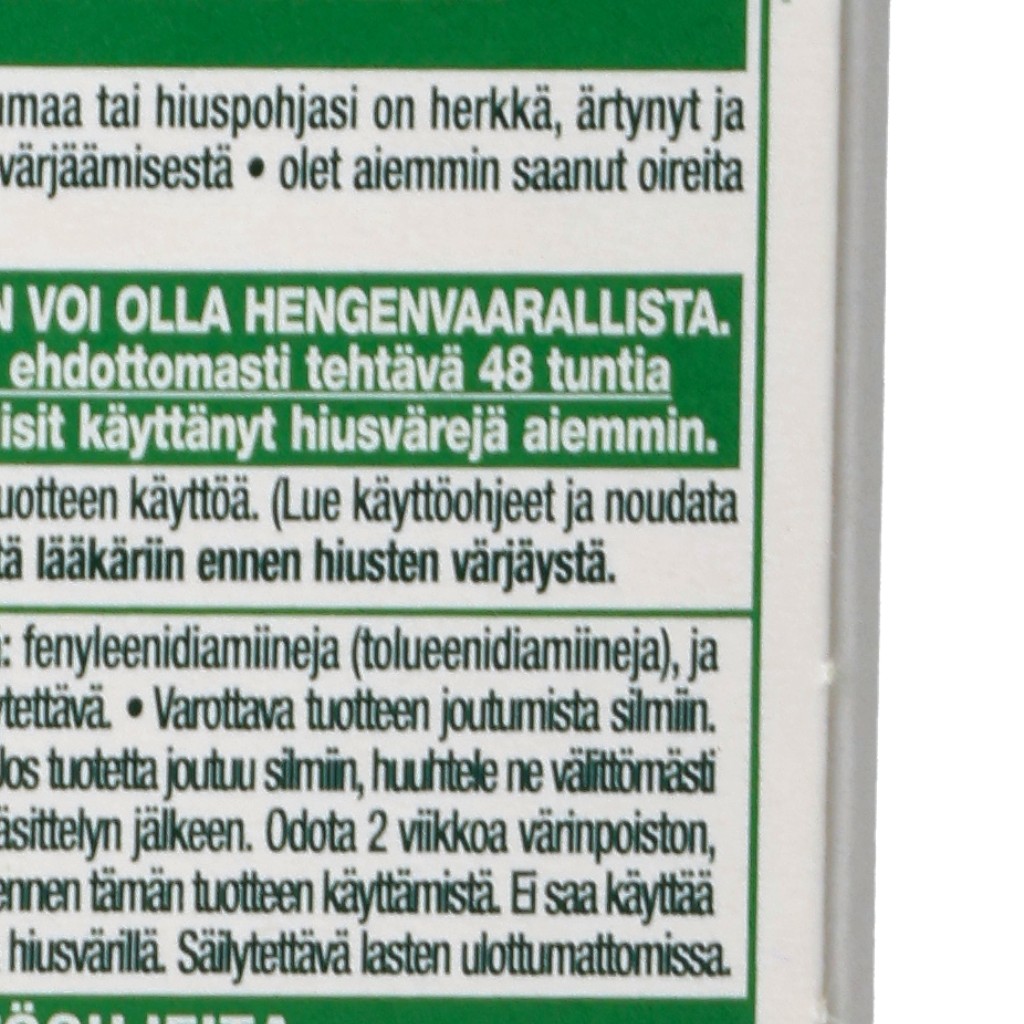 umaa tai hiuspohjasi on herkkä, ärtynyt ja
värjäämisestä • olet aiemmin saanut oireita
N VOI OLLA HENGENVAARALLISTA.
ehdottomasti tehtävä 48 tuntia
isit käyttänyt hiusvärejä aiemmin.
uotteen käyttöä. (Lue käyttöohjeet ja noudata
tä lääkäriin ennen hiusten värjäystä.
: fenyleenidiamiineja (tolueenidiamiineja), ja
ytettävä. • Varottava tuotteen joutumista silmiin.
Jos tuotetta joutuu silmiin, huuhtele ne välittömästi
äsittelyn jälkeen. Odota 2 viikkoa värinpoiston,
ennen tämän tuotteen käyttämistä. Ei saa käyttää
hiusvärillä. Säilytettävä lasten ulottumattomissa.